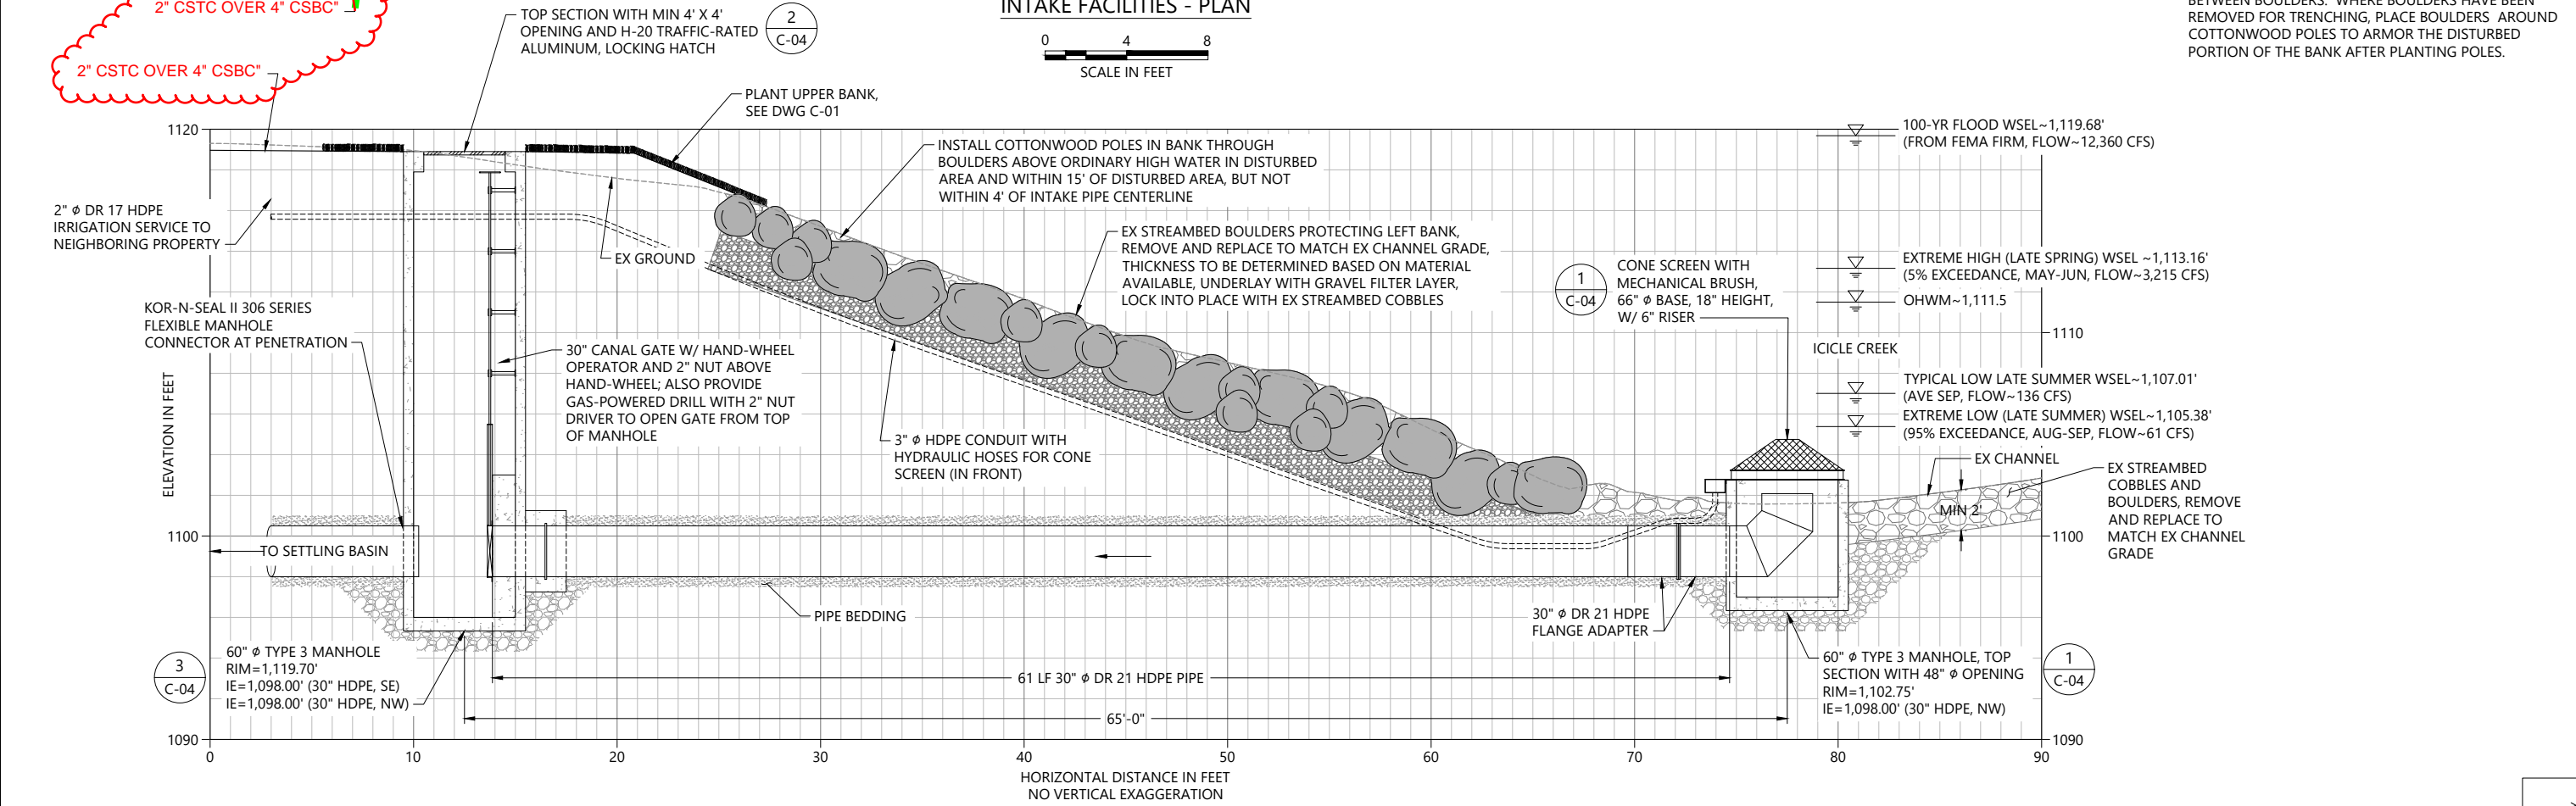 2" CSTC OVER 4" CSBC"
2" CSTC OVER 4" CSBC"
TOP SECTION WITH MIN 4' X 4'
OPENING AND H-20 TRAFFIC-RATED
ALUMINUM, LOCKING HATCH
2
C-04
INTAKE FACILITIES - PLAN
0 4 8
SCALE IN FEET
BETWEEN BOULDERS. WHERE BOULDERS HAVE BEEN
REMOVED FOR TRENCHING, PLACE BOULDERS AROUND
COTTONWOOD POLES TO ARMOR THE DISTURBED
PORTION OF THE BANK AFTER PLANTING POLES.
PLANT UPPER BANK,
SEE DWG C-01
INSTALL COTTONWOOD POLES IN BANK THROUGH
BOULDERS ABOVE ORDINARY HIGH WATER IN DISTURBED
AREA AND WITHIN 15' OF DISTURBED AREA, BUT NOT
WITHIN 4' OF INTAKE PIPE CENTERLINE
100-YR FLOOD WSEL~1,119.68'
(FROM FEMA FIRM, FLOW~12,360 CFS)
2" ϕ DR 17 HDPE
IRRIGATION SERVICE TO
NEIGHBORING PROPERTY
EX GROUND
EX STREAMBED BOULDERS PROTECTING LEFT BANK,
REMOVE AND REPLACE TO MATCH EX CHANNEL GRADE,
THICKNESS TO BE DETERMINED BASED ON MATERIAL
AVAILABLE, UNDERLAY WITH GRAVEL FILTER LAYER,
LOCK INTO PLACE WITH EX STREAMBED COBBLES
1
C-04
CONE SCREEN WITH
MECHANICAL BRUSH,
66" ϕ BASE, 18" HEIGHT,
W/ 6" RISER
EXTREME HIGH (LATE SPRING) WSEL ~1,113.16'
(5% EXCEEDANCE, MAY-JUN, FLOW~3,215 CFS)
OHWM~1,111.5
ICICLE CREEK
TYPICAL LOW LATE SUMMER WSEL~1,107.01'
(AVE SEP, FLOW~136 CFS)
EXTREME LOW (LATE SUMMER) WSEL~1,105.38'
(95% EXCEEDANCE, AUG-SEP, FLOW~61 CFS)
KOR-N-SEAL II 306 SERIES
FLEXIBLE MANHOLE
CONNECTOR AT PENETRATION
30" CANAL GATE W/ HAND-WHEEL
OPERATOR AND 2" NUT ABOVE
HAND-WHEEL; ALSO PROVIDE
GAS-POWERED DRILL WITH 2" NUT
DRIVER TO OPEN GATE FROM TOP
OF MANHOLE
3" ϕ HDPE CONDUIT WITH
HYDRAULIC HOSES FOR CONE
SCREEN (IN FRONT)
EX CHANNEL
MIN 2'
EX STREAMBED
COBBLES AND
BOULDERS, REMOVE
AND REPLACE TO
MATCH EX CHANNEL
GRADE
TO SETTLING BASIN
PIPE BEDDING
30" ϕ DR 21 HDPE
FLANGE ADAPTER
3
C-04
60" ϕ TYPE 3 MANHOLE
RIM=1,119.70'
IE=1,098.00' (30" HDPE, SE)
IE=1,098.00' (30" HDPE, NW)
61 LF 30" ϕ DR 21 HDPE PIPE
65'-0"
60" ϕ TYPE 3 MANHOLE, TOP
SECTION WITH 48" ϕ OPENING
RIM=1,102.75'
IE=1,098.00' (30" HDPE, NW)
1
C-04
ELEVATION IN FEET
1120
1100
1090
1110
1100
1090
0 10 20 30 40 50 60 70 80 90
HORIZONTAL DISTANCE IN FEET
NO VERTICAL EXAGGERATION